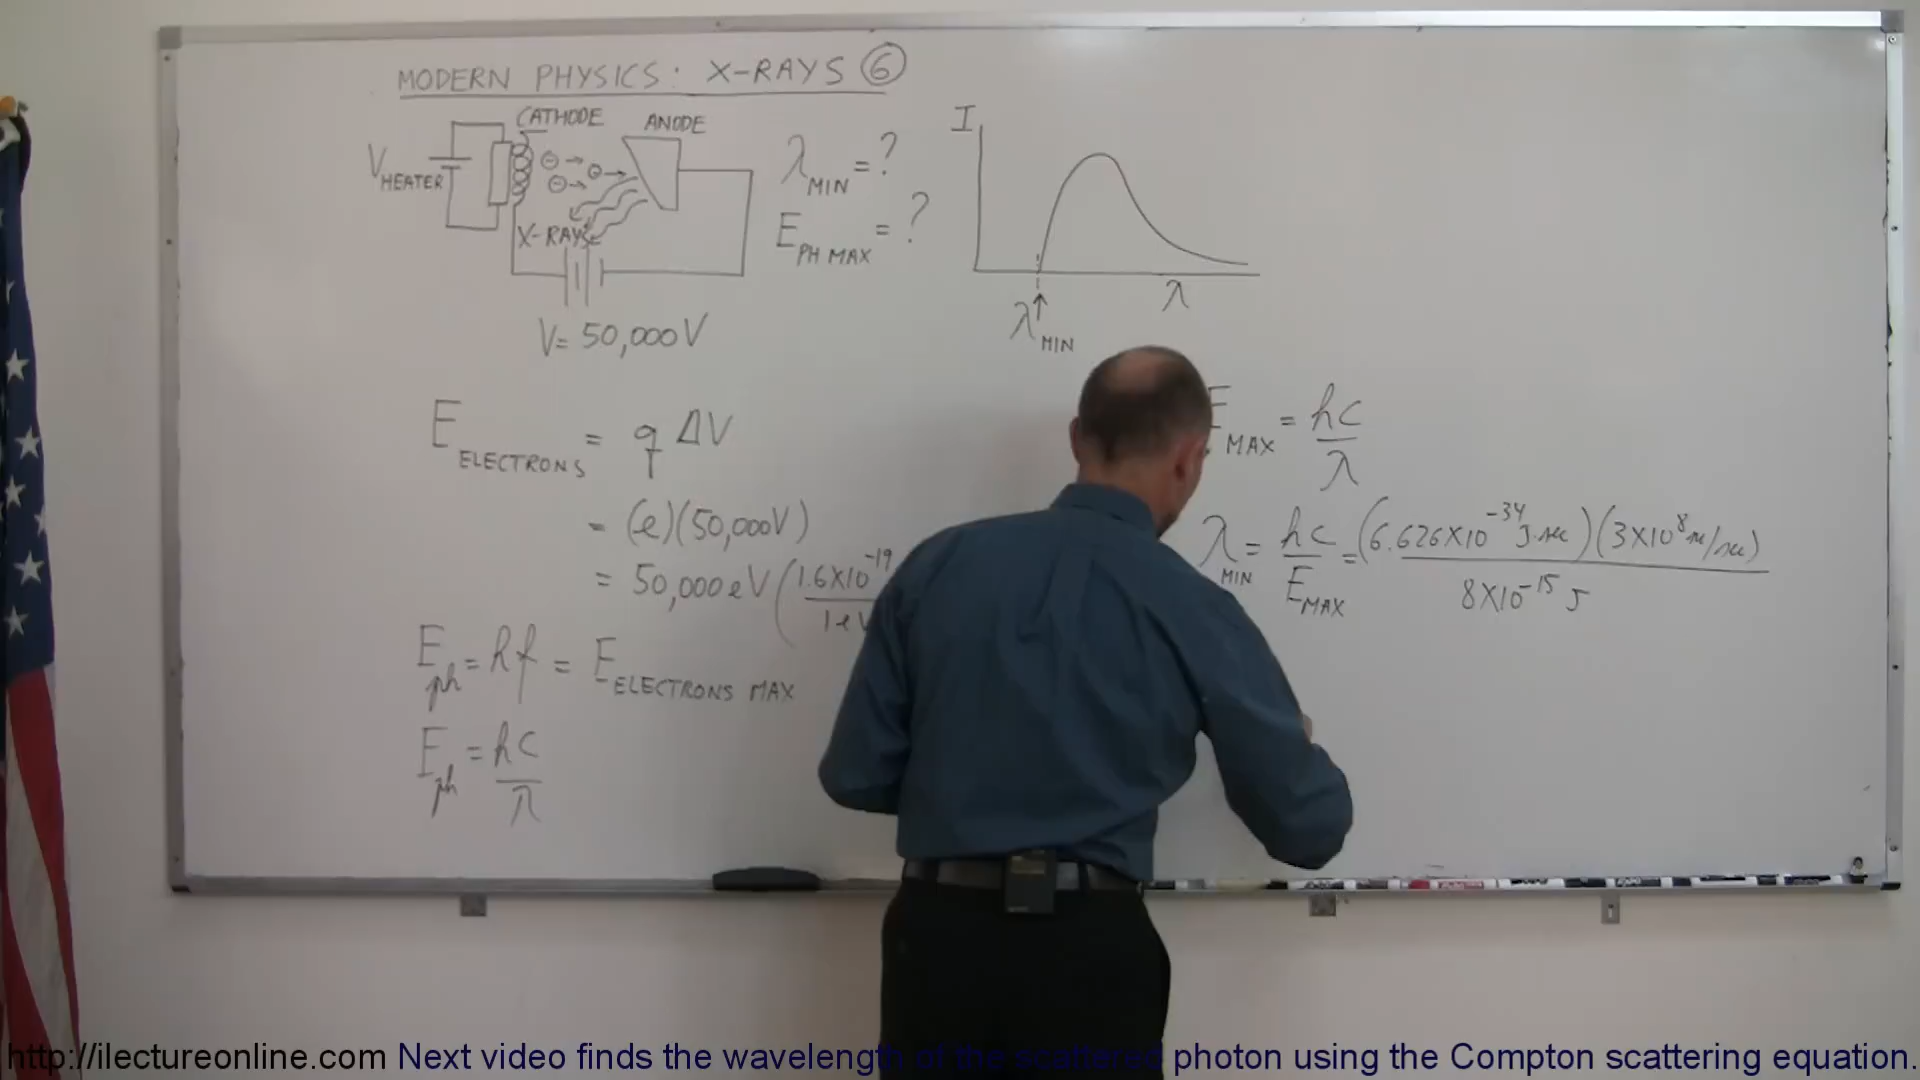 MODERN PHYSICS: X-RAYS ⑥
CATHODE
ANODE
V HEATER
X-RAYS
V= 50,000V
λ MIN = ?
E PH MAX = ?
I
λ
λ MIN
E ELECTRONS = q ΔV
= (e)(50,000V)
= 50,000 eV (1.6X10^-19 / 1 eV
E ph = hf = E ELECTRONS MAX
E ph = hc / λ
E MAX = hc / λ
λ MIN = hc / E MAX = (6.626X10^-34 J·sec)(3X10^8 m/sec) / 8X10^-15 J
http://ilectureonline.com Next video finds the wavelength of the scattered photon using the Compton scattering equation.